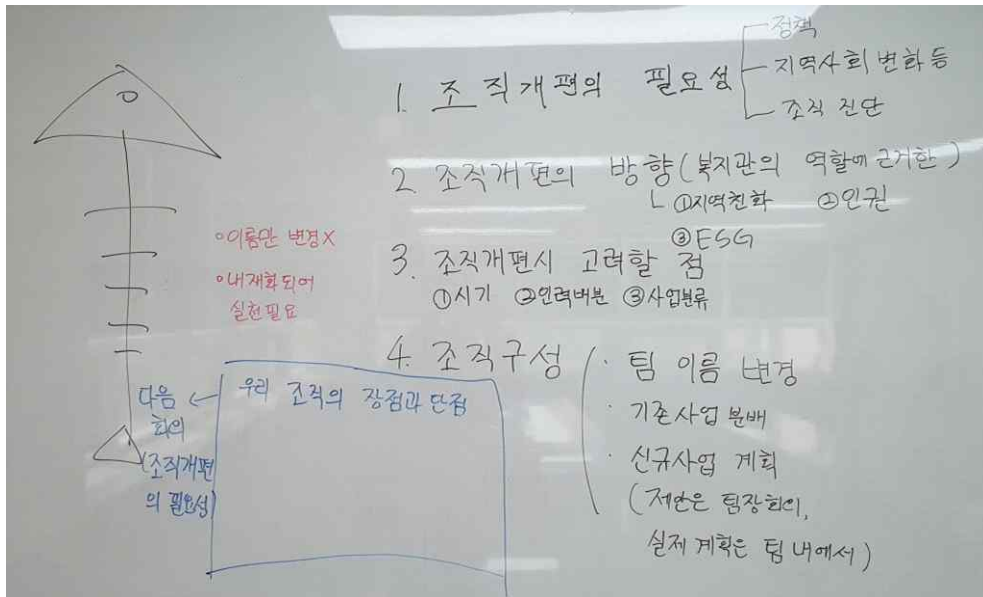 1. 조직개편의 필요성
정책
지역사회 변화 등
조직 진단
2. 조직개편의 방향(복지관의 역할에 근거한)
①지역친화 ②인권
③ESG
3. 조직개편시 고려할 점
①시기 ②인력배분 ③사업분류
4. 조직구성
· 팀 이름 변경
· 기존사업 분배
· 신규사업 계획
(제안은 팀장회의,
실제 계획은 팀 내에서)
이름만 변경X
내재화되어
실천필요
우리 조직의 장점과 단점
다음
회의
(조직개편
의 필요성)